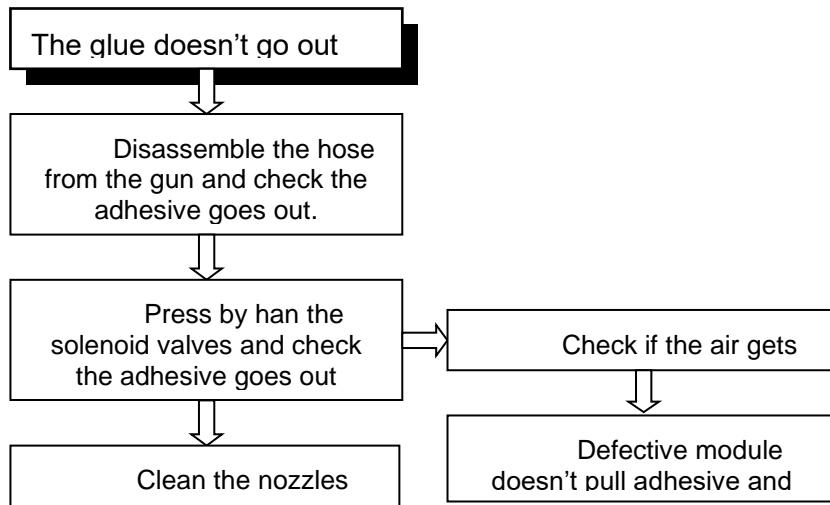 The glue doesn't go out
Disassemble the hose
from the gun and check the
adhesive goes out.
Press by han the
solenoid valves and check
the adhesive goes out
Check if the air gets
Clean the nozzles
Defective module
doesn't pull adhesive and